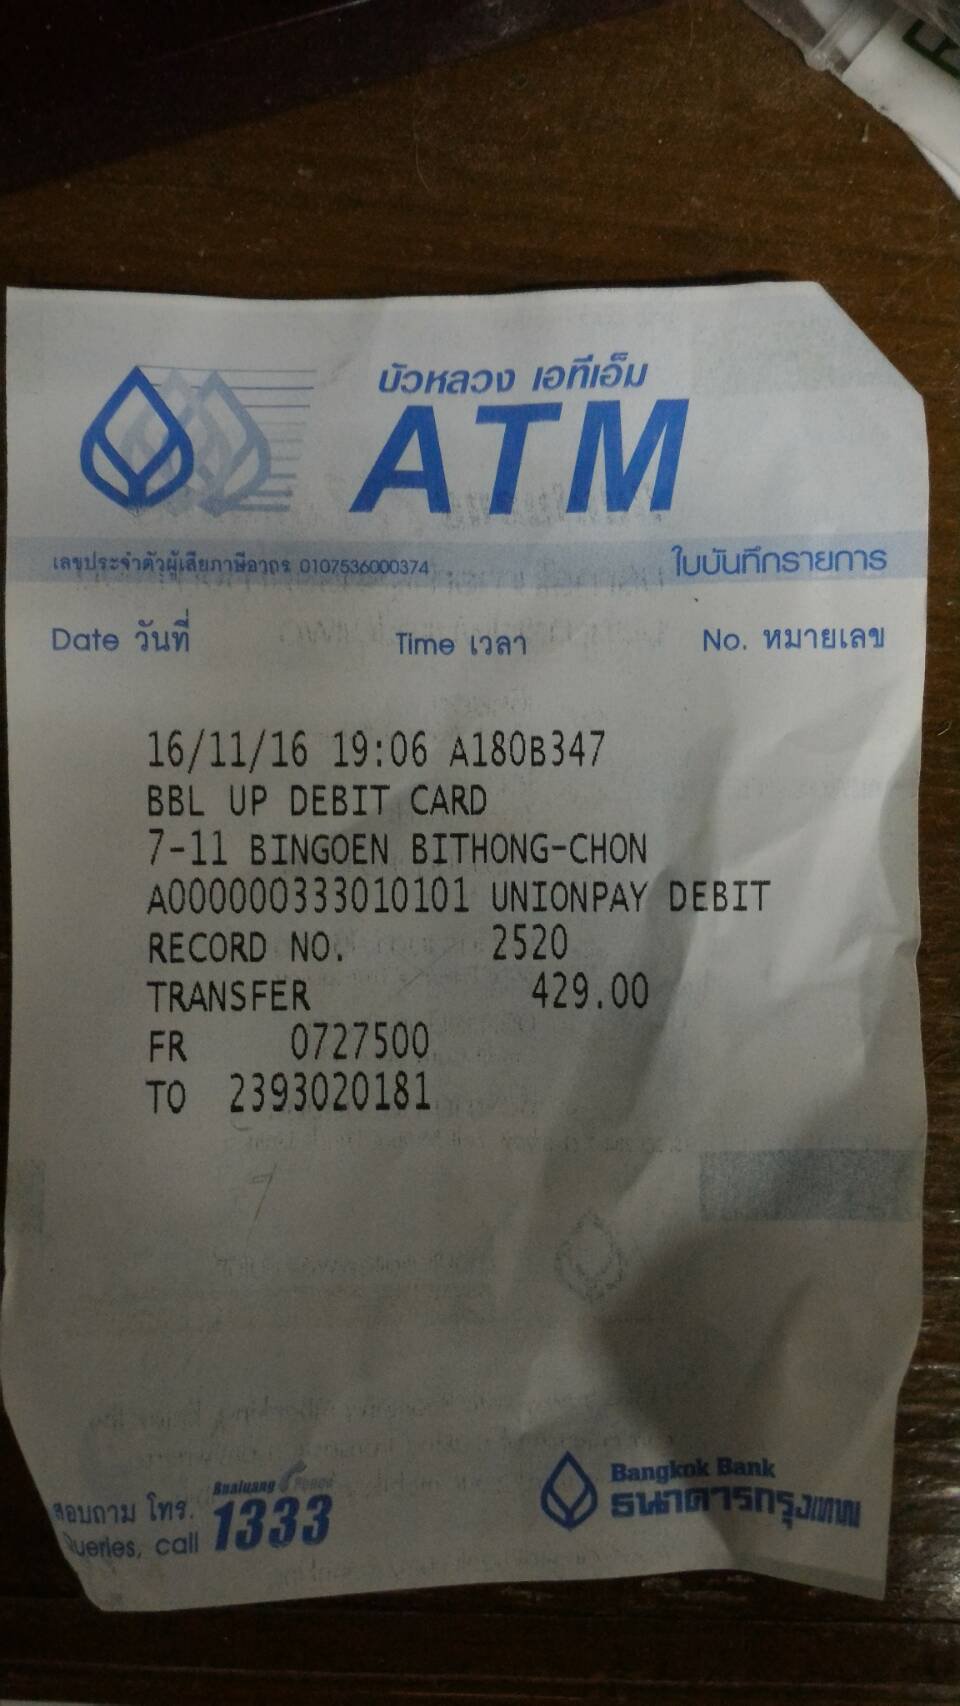 บัวหลวง เอทีเอ็ม
ATM
เลขประจำตัวผู้เสียภาษีอากร 0107536000374 ใบบันทึกรายการ
Date วันที่ Time เวลา No. หมายเลข
16/11/16 19:06 A180B347
BBL UP DEBIT CARD
7-11 BINGOEN BITHONG-CHON
A000000333010101 UNIONPAY DEBIT
RECORD NO. 2520
TRANSFER 429.00
FR 0727500
TO 2393020181
สอบถาม โทร. Bualuang Phone
Queries, call 1333
Bangkok Bank
ธนาคารกรุงเทพ